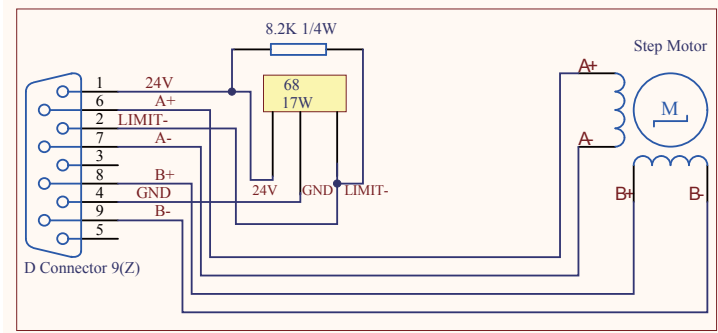 8.2K 1/4W
Step Motor
68
17W
M
1
24V
6
A+
2
LIMIT-
7
A-
3
8
B+
4
GND
9
B-
5
24V
GND
LIMIT-
A+
A-
B+
B-
D Connector 9(Z)